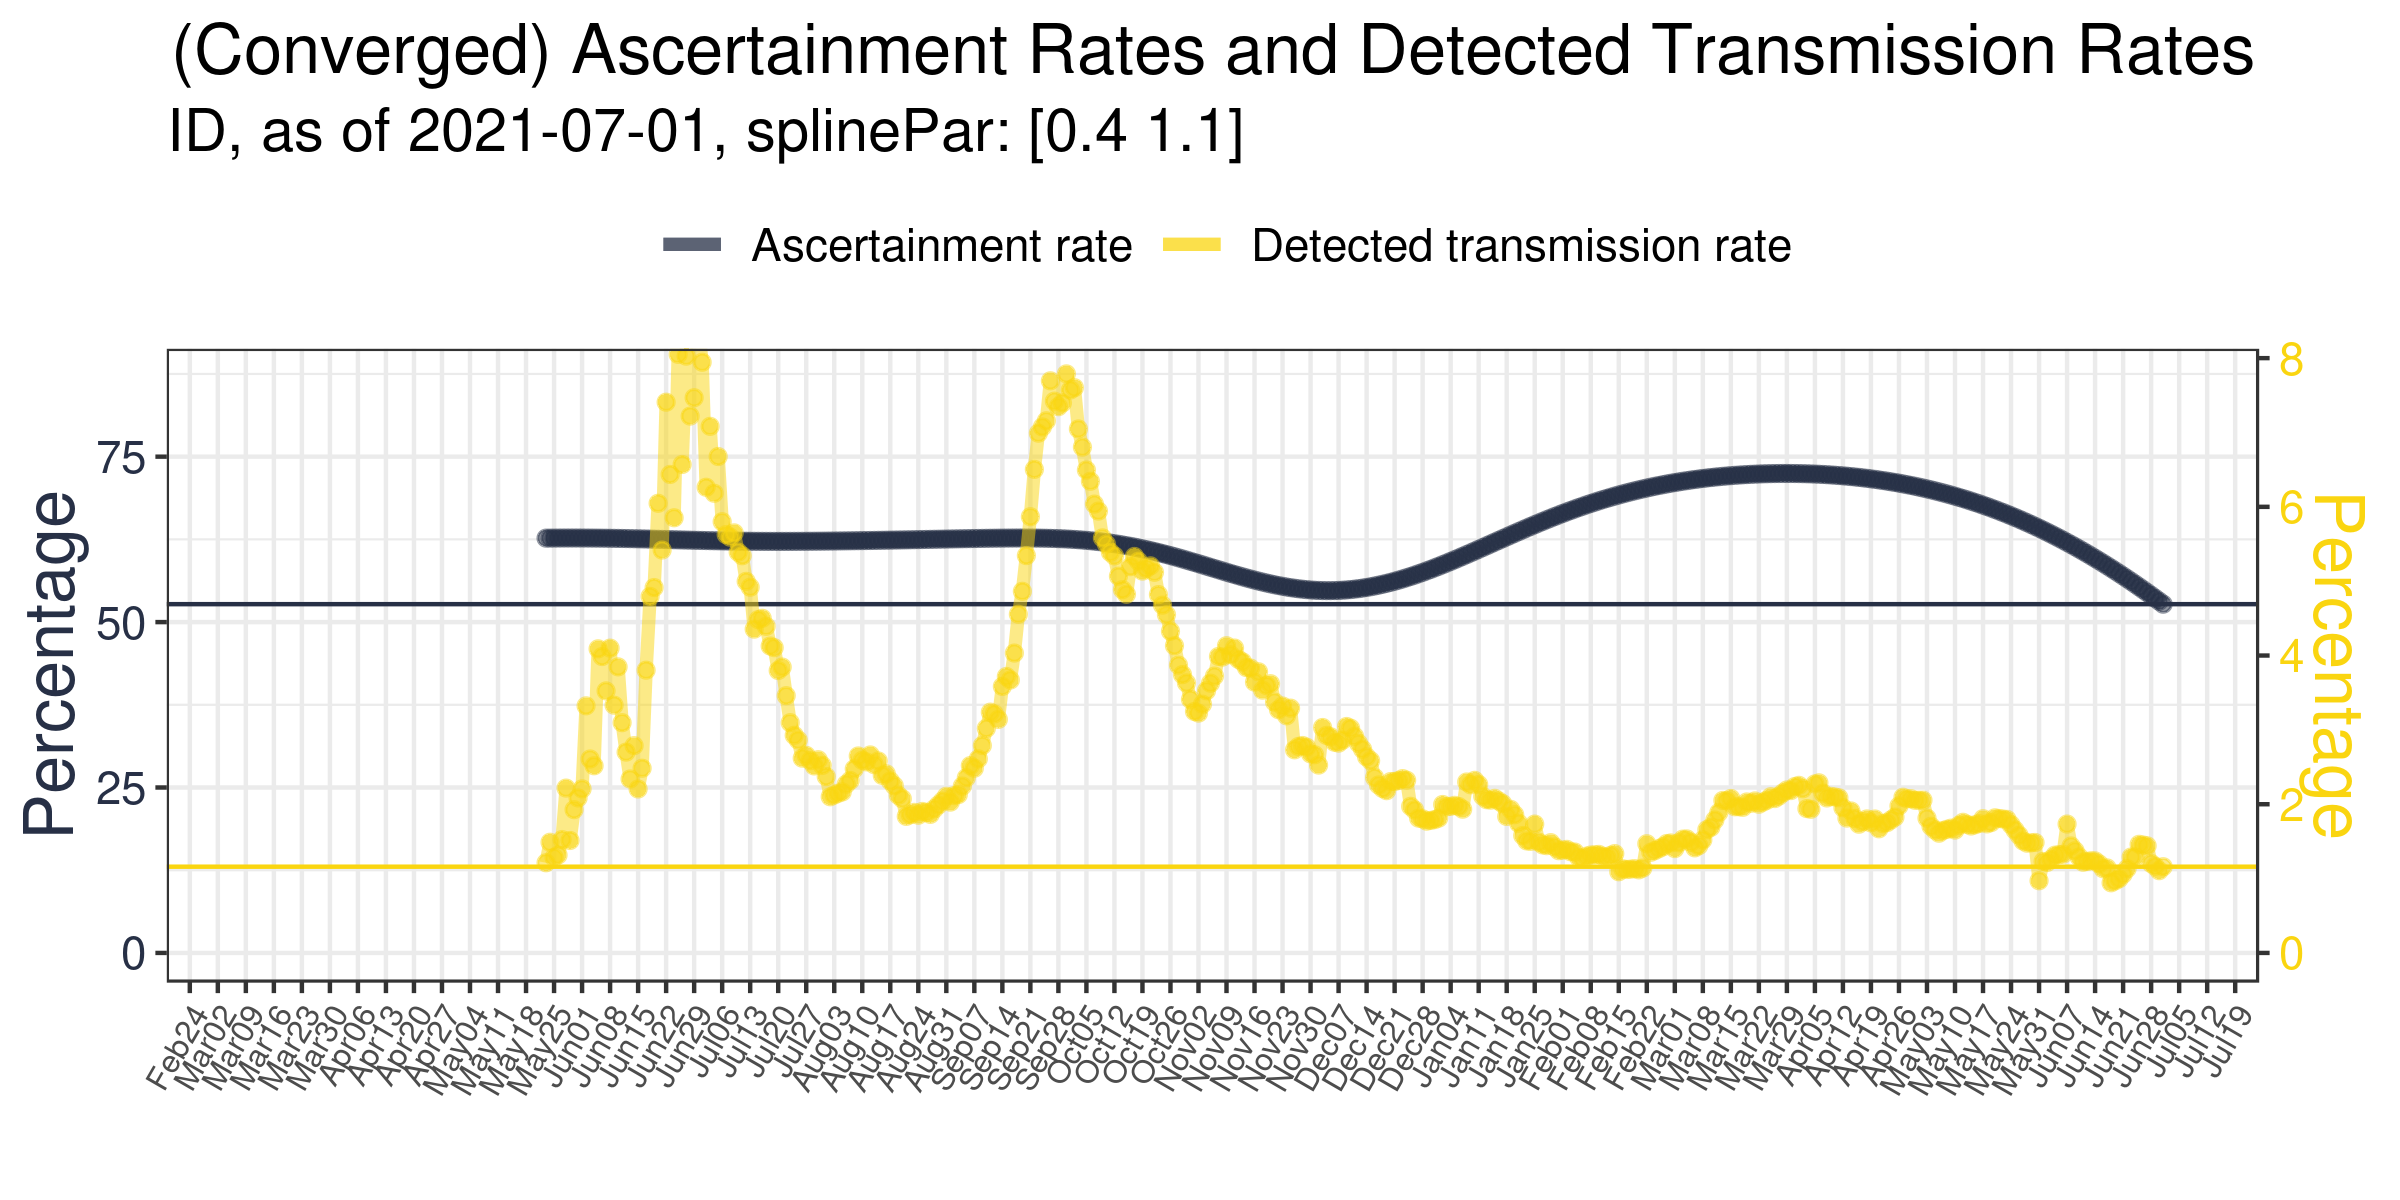 (Converged) Ascertainment Rates and Detected Transmission Rates
ID, as of 2021-07-01, splinePar: [0.4 1.1]
Ascertainment rate
Detected transmission rate
Percentage
75
50
25
0
8
6
4
2
0
Percentage
Feb24
Mar02
Mar09
Mar16
Mar23
Mar30
Apr06
Apr13
Apr20
Apr27
May04
May11
May18
May25
Jun01
Jun08
Jun15
Jun22
Jun29
Jul06
Jul13
Jul20
Jul27
Aug03
Aug10
Aug17
Aug24
Aug31
Sep07
Sep14
Sep21
Sep28
Oct05
Oct12
Oct19
Oct26
Nov02
Nov09
Nov16
Nov23
Nov30
Dec07
Dec14
Dec21
Dec28
Jan04
Jan11
Jan18
Jan25
Feb01
Feb08
Feb15
Feb22
Mar01
Mar08
Mar15
Mar22
Mar29
Apr05
Apr12
Apr19
Apr26
May03
May10
May17
May24
May31
Jun07
Jun14
Jun21
Jun28
Jul05
Jul12
Jul19